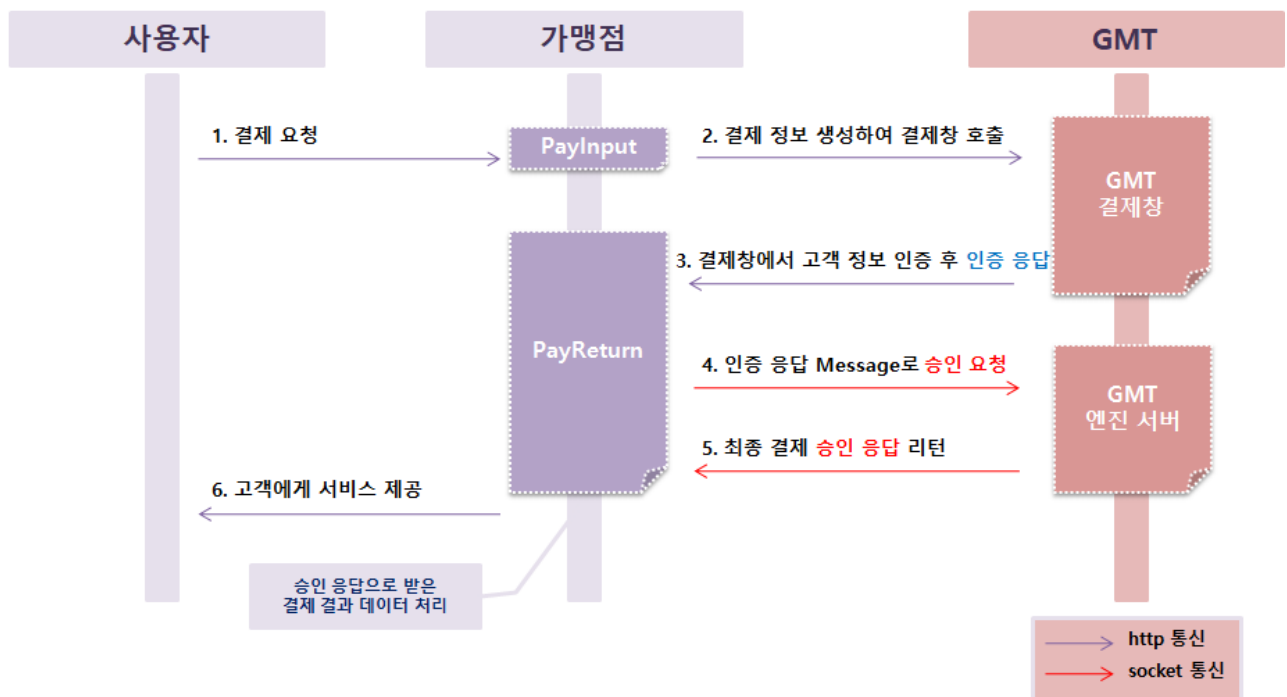 사용자
가맹점
GMT
1. 결제 요청
PayInput
2. 결제 정보 생성하여 결제창 호출
GMT
결제창
3. 결제창에서 고객 정보 인증 후 인증 응답
PayReturn
4. 인증 응답 Message로 승인 요청
GMT
엔진 서버
5. 최종 결제 승인 응답 리턴
6. 고객에게 서비스 제공
승인 응답으로 받은
결제 결과 데이터 처리
http 통신
socket 통신